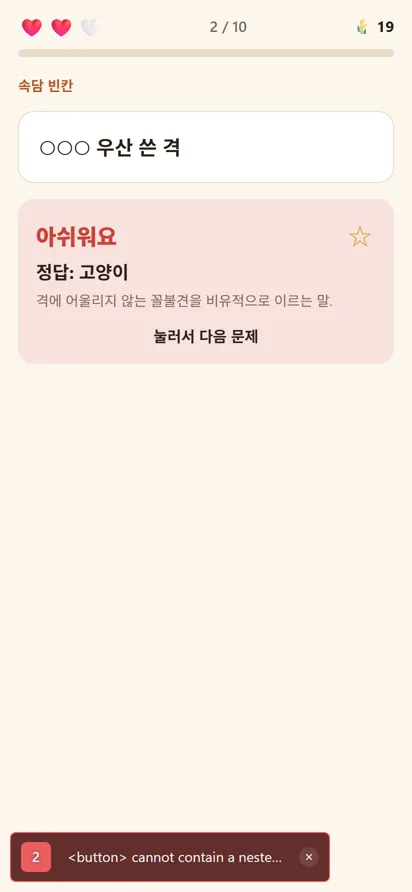 2 / 10
19
속담 빈칸
○○○ 우산 쓴 격
아쉬워요
정답: 고양이
격에 어울리지 않는 꼴불견을 비유적으로 이르는 말.
눌러서 다음 문제
2 <button> cannot contain a neste...